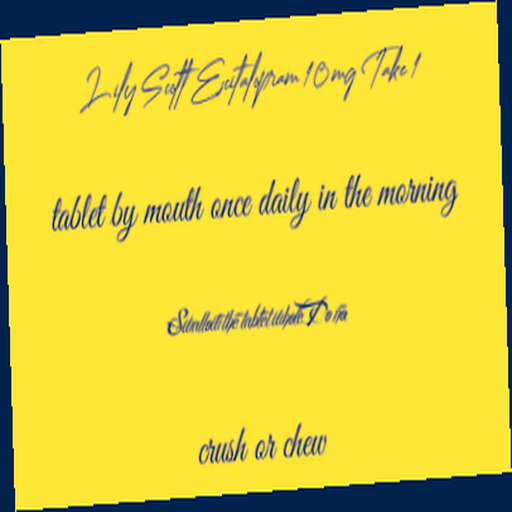 Lily Scott Escitalopram 10mg Take 1
tablet by mouth once daily in the morning
Swallow the tablet whole. Do
crush or chew